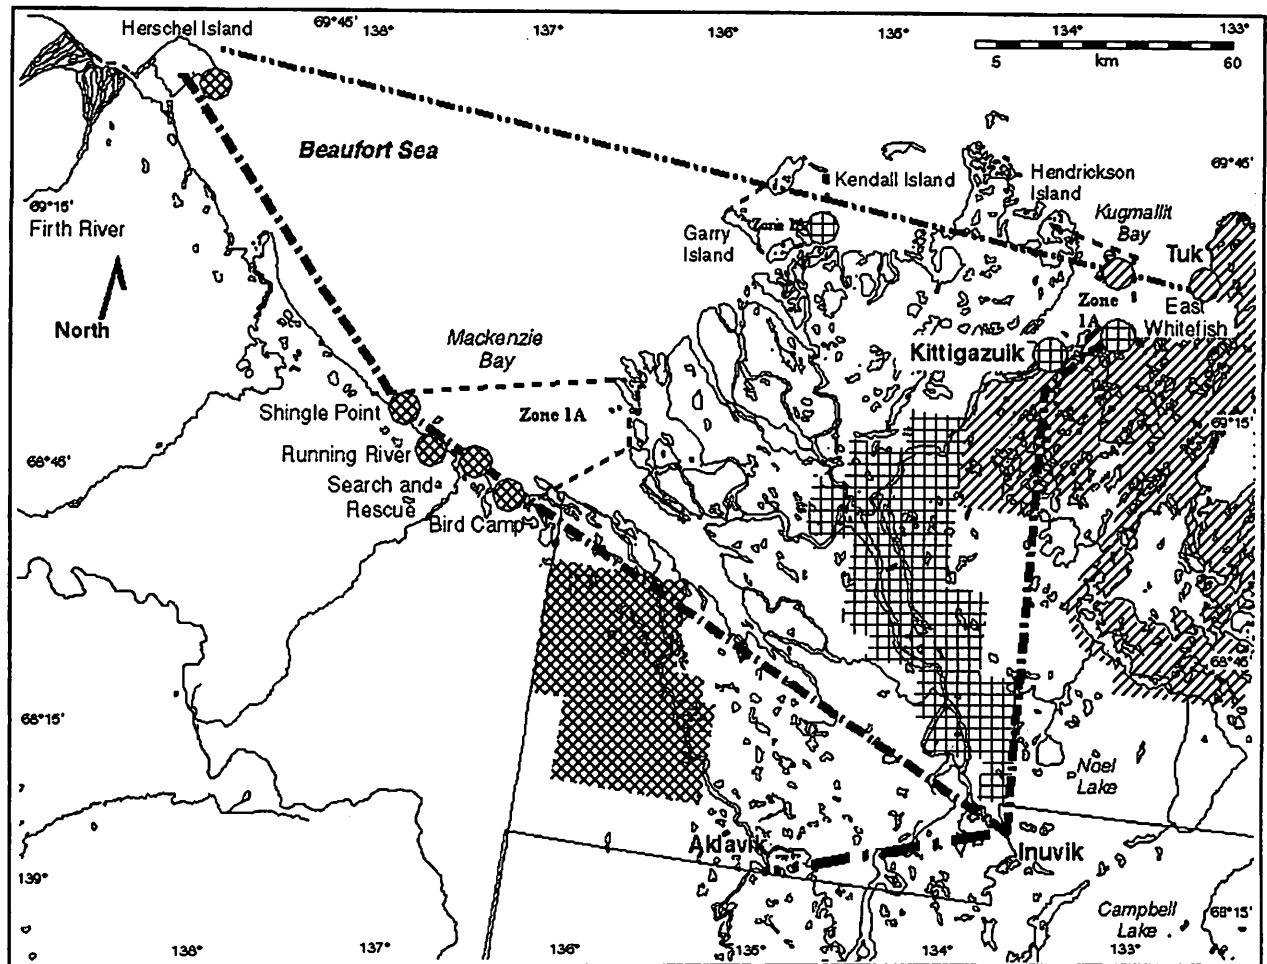 Herschel Island
69°45'
138°
137°
136°
135°
134°
133°
5
km
60
Beaufort Sea
69°15'
Firth River
North
Kendall Island
Hendrickson
Island
69°45'
Kugmallit
Bay
Zone 1A
Garry
Island
Tuk
Zone
1A
East
Whitefish
Mackenzie
Bay
Kittigazuik
Shingle Point
Zone 1A
69°15'
Running River
68°45'
Search and
Rescue
Bird Camp
68°45'
68°15'
Noel
Lake
Aklavik
Inuvik
139°
Campbell
Lake
68°15'
138°
137°
136°
135°
134°
133°